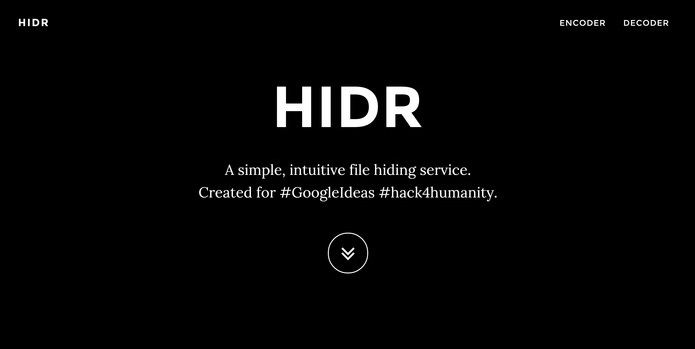 HIDR
ENCODER DECODER
HIDR
A simple, intuitive file hiding service.
Created for #GoogleIdeas #hack4humanity.